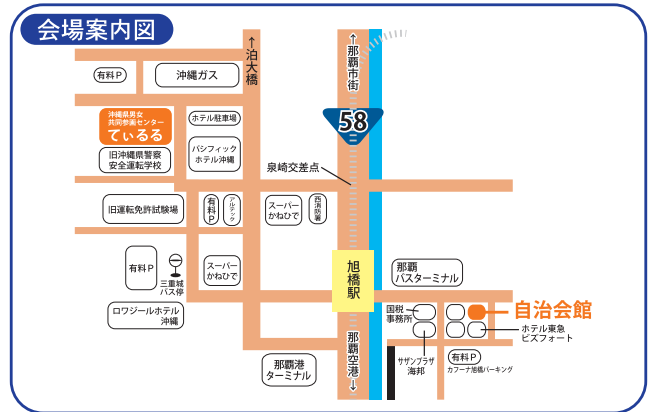 会場案内図
↑泊大橋
↑那覇市街
有料P
沖縄ガス
58
沖縄県男女
共同参画センター
てぃるる
ホテル駐車場
旧沖縄県警察
安全運転学校
パシフィック
ホテル沖縄
泉崎交差点
旧運転免許試験場
有料P
アルテック
スーパー
かねひで
西消防署
有料P
三重城
バス停
スーパー
かねひで
旭橋駅
那覇
バスターミナル
ロワジールホテル
沖縄
国税
事務所
自治会館
ホテル東急
ビズフォート
那覇空港↓
那覇港
ターミナル
サザンプラザ
海邦
有料P
カフーナ旭橋パーキング